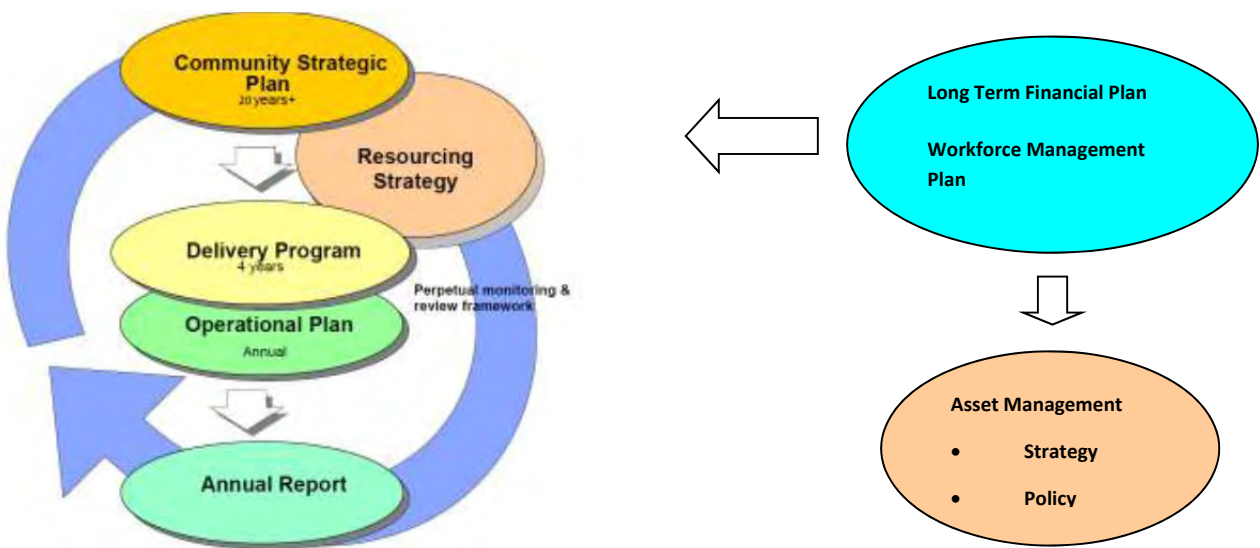 Community Strategic
Plan
10 years+
Resourcing
Strategy
Delivery Program
4 years
Perpetual monitoring &
review framework
Operational Plan
Annual
Annual Report
Long Term Financial Plan
Workforce Management
Plan
Asset Management
• Strategy
• Policy